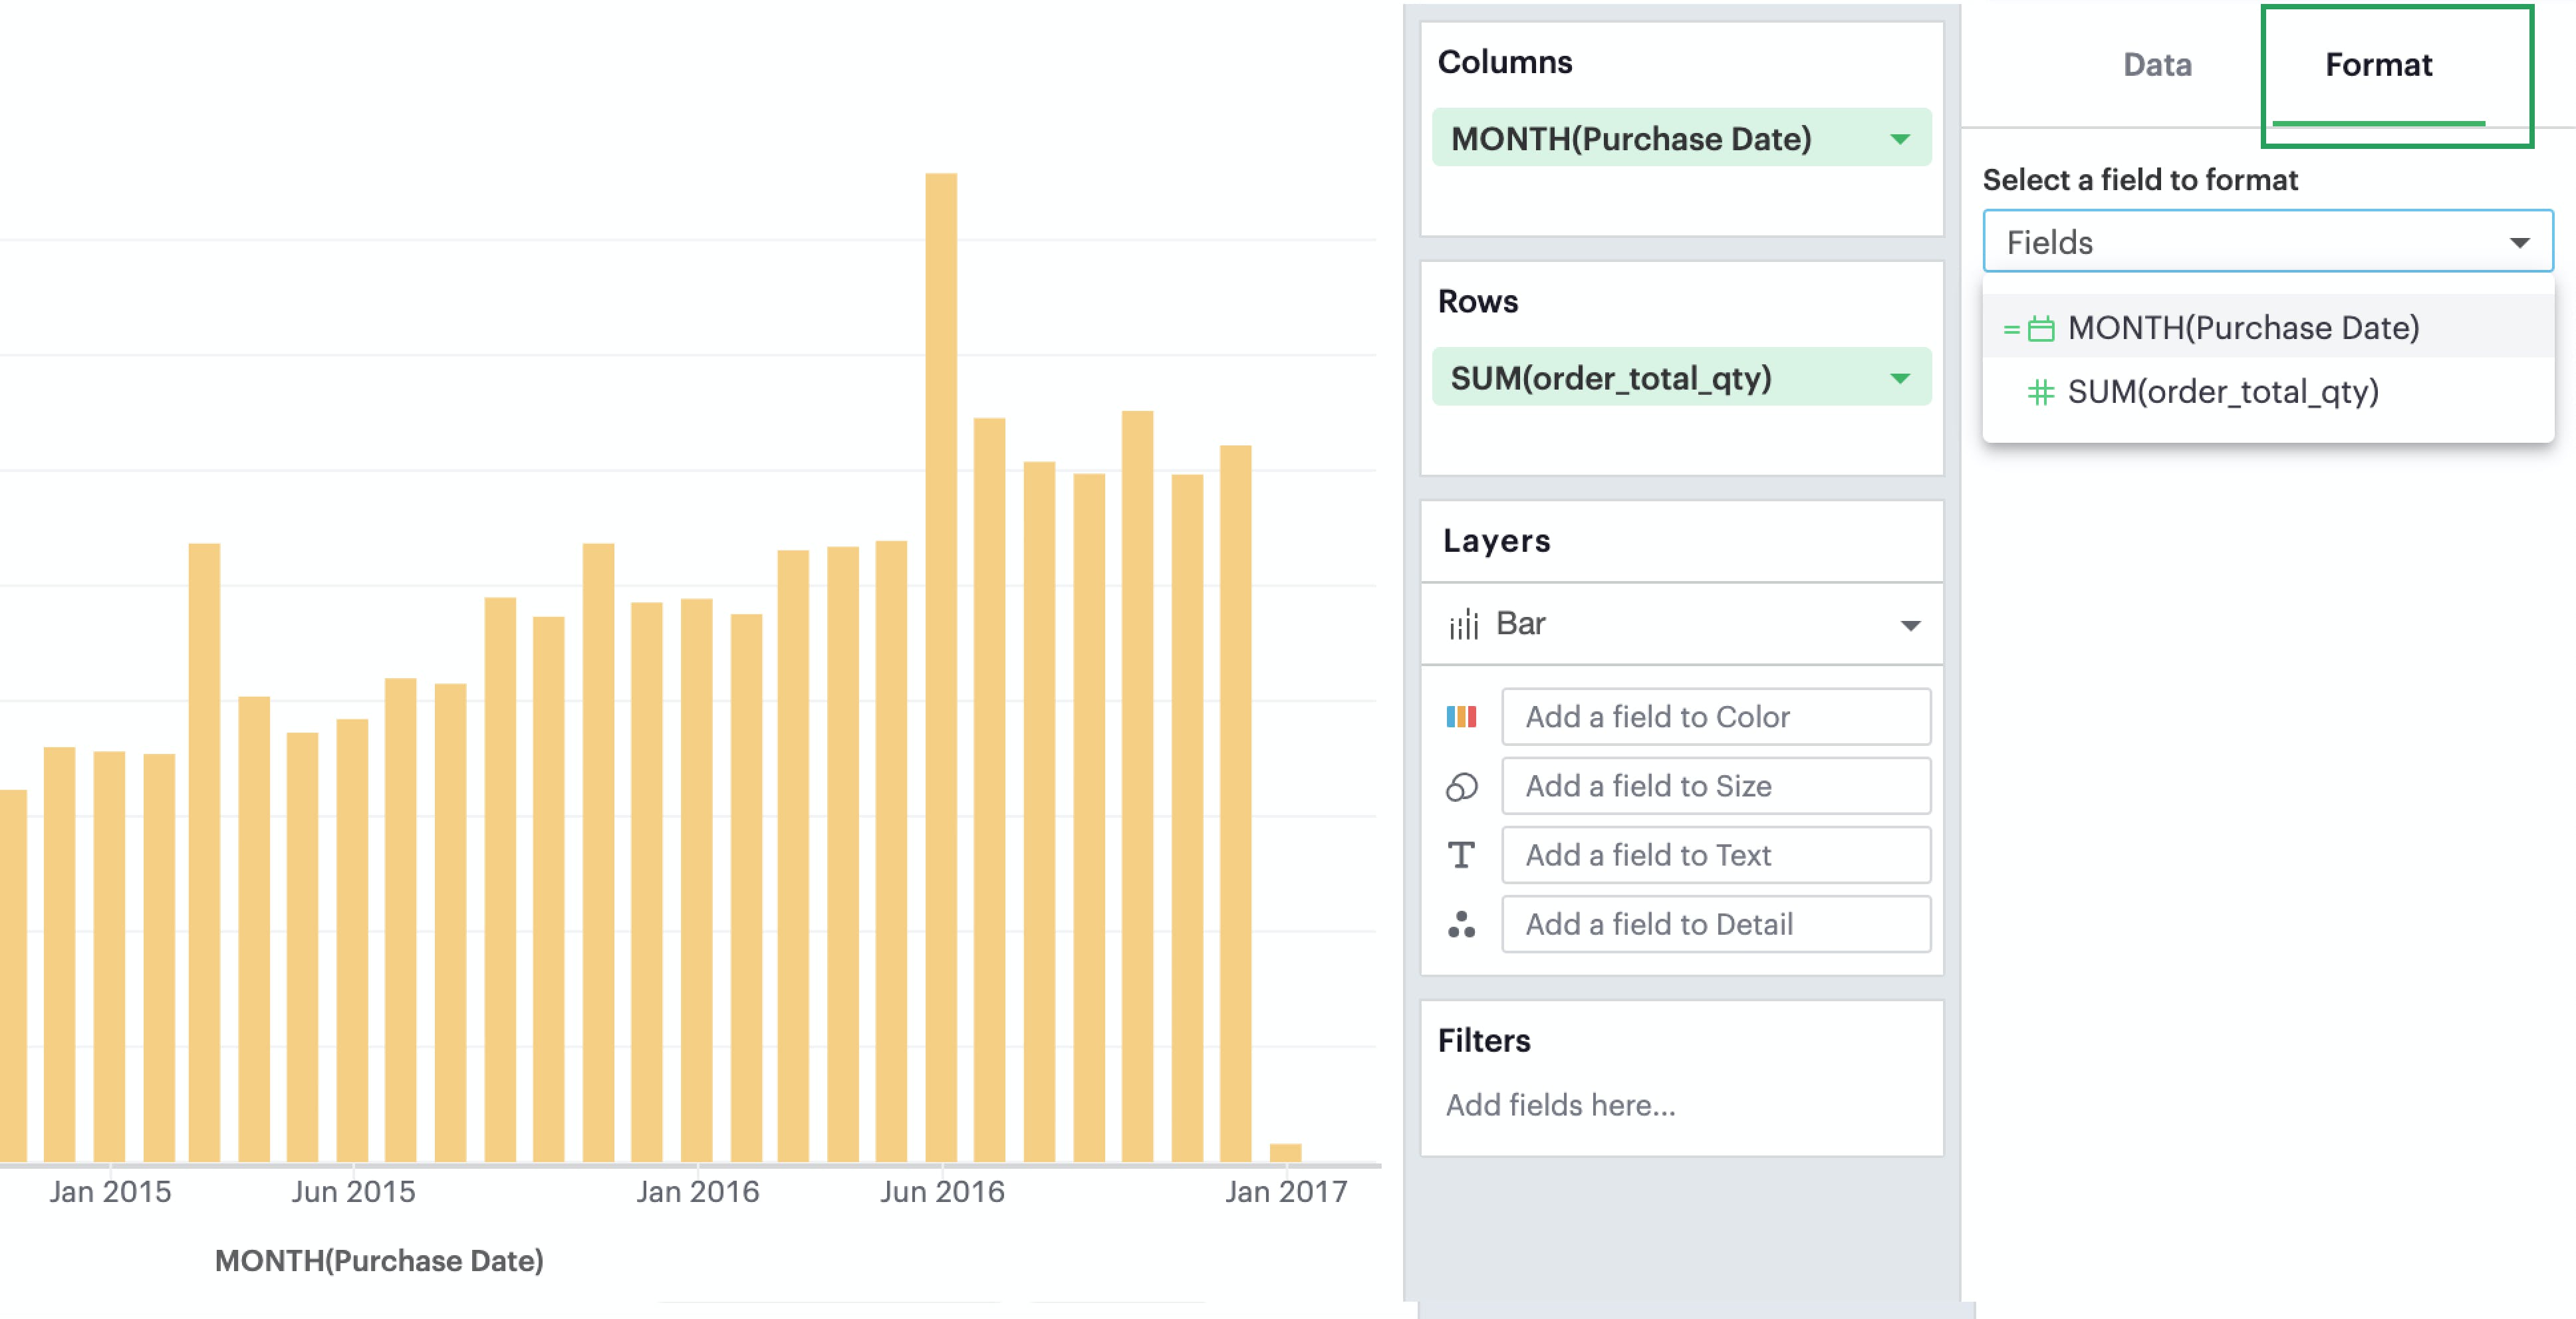 Jan 2015
Jun 2015
Jan 2016
Jun 2016
Jan 2017
MONTH(Purchase Date)
Columns
MONTH(Purchase Date)
Rows
SUM(order_total_qty)
Layers
Bar
Add a field to Color
Add a field to Size
T Add a field to Text
Add a field to Detail
Filters
Add fields here...
Data
Format
Select a field to format
Fields
= MONTH(Purchase Date)
# SUM(order_total_qty)